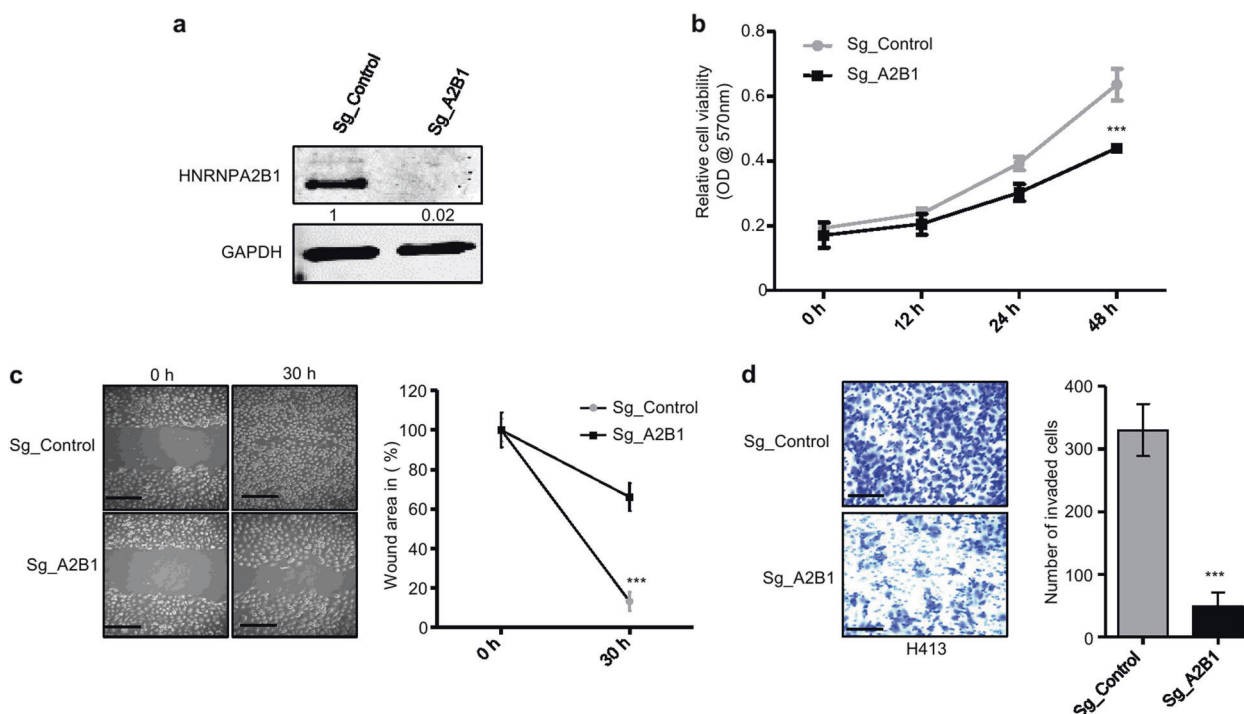 a
Sg_Control
Sg_A2B1
HNRNPA2B1
1 0.02
GAPDH
b
Relative cell viability
(OD @ 570nm)
0.8
0.6
0.4
0.2
0
Sg_Control
Sg_A2B1
***
0 h
12 h
24 h
48 h
c
0 h 30 h
Sg_Control
Sg_A2B1
Wound area in ( %)
120
100
80
60
40
20
0
Sg_Control
Sg_A2B1
***
0 h
30 h
d
Sg_Control
Sg_A2B1
H413
Number of invaded cells
400
300
200
100
0
***
Sg_Control
Sg_A2B1